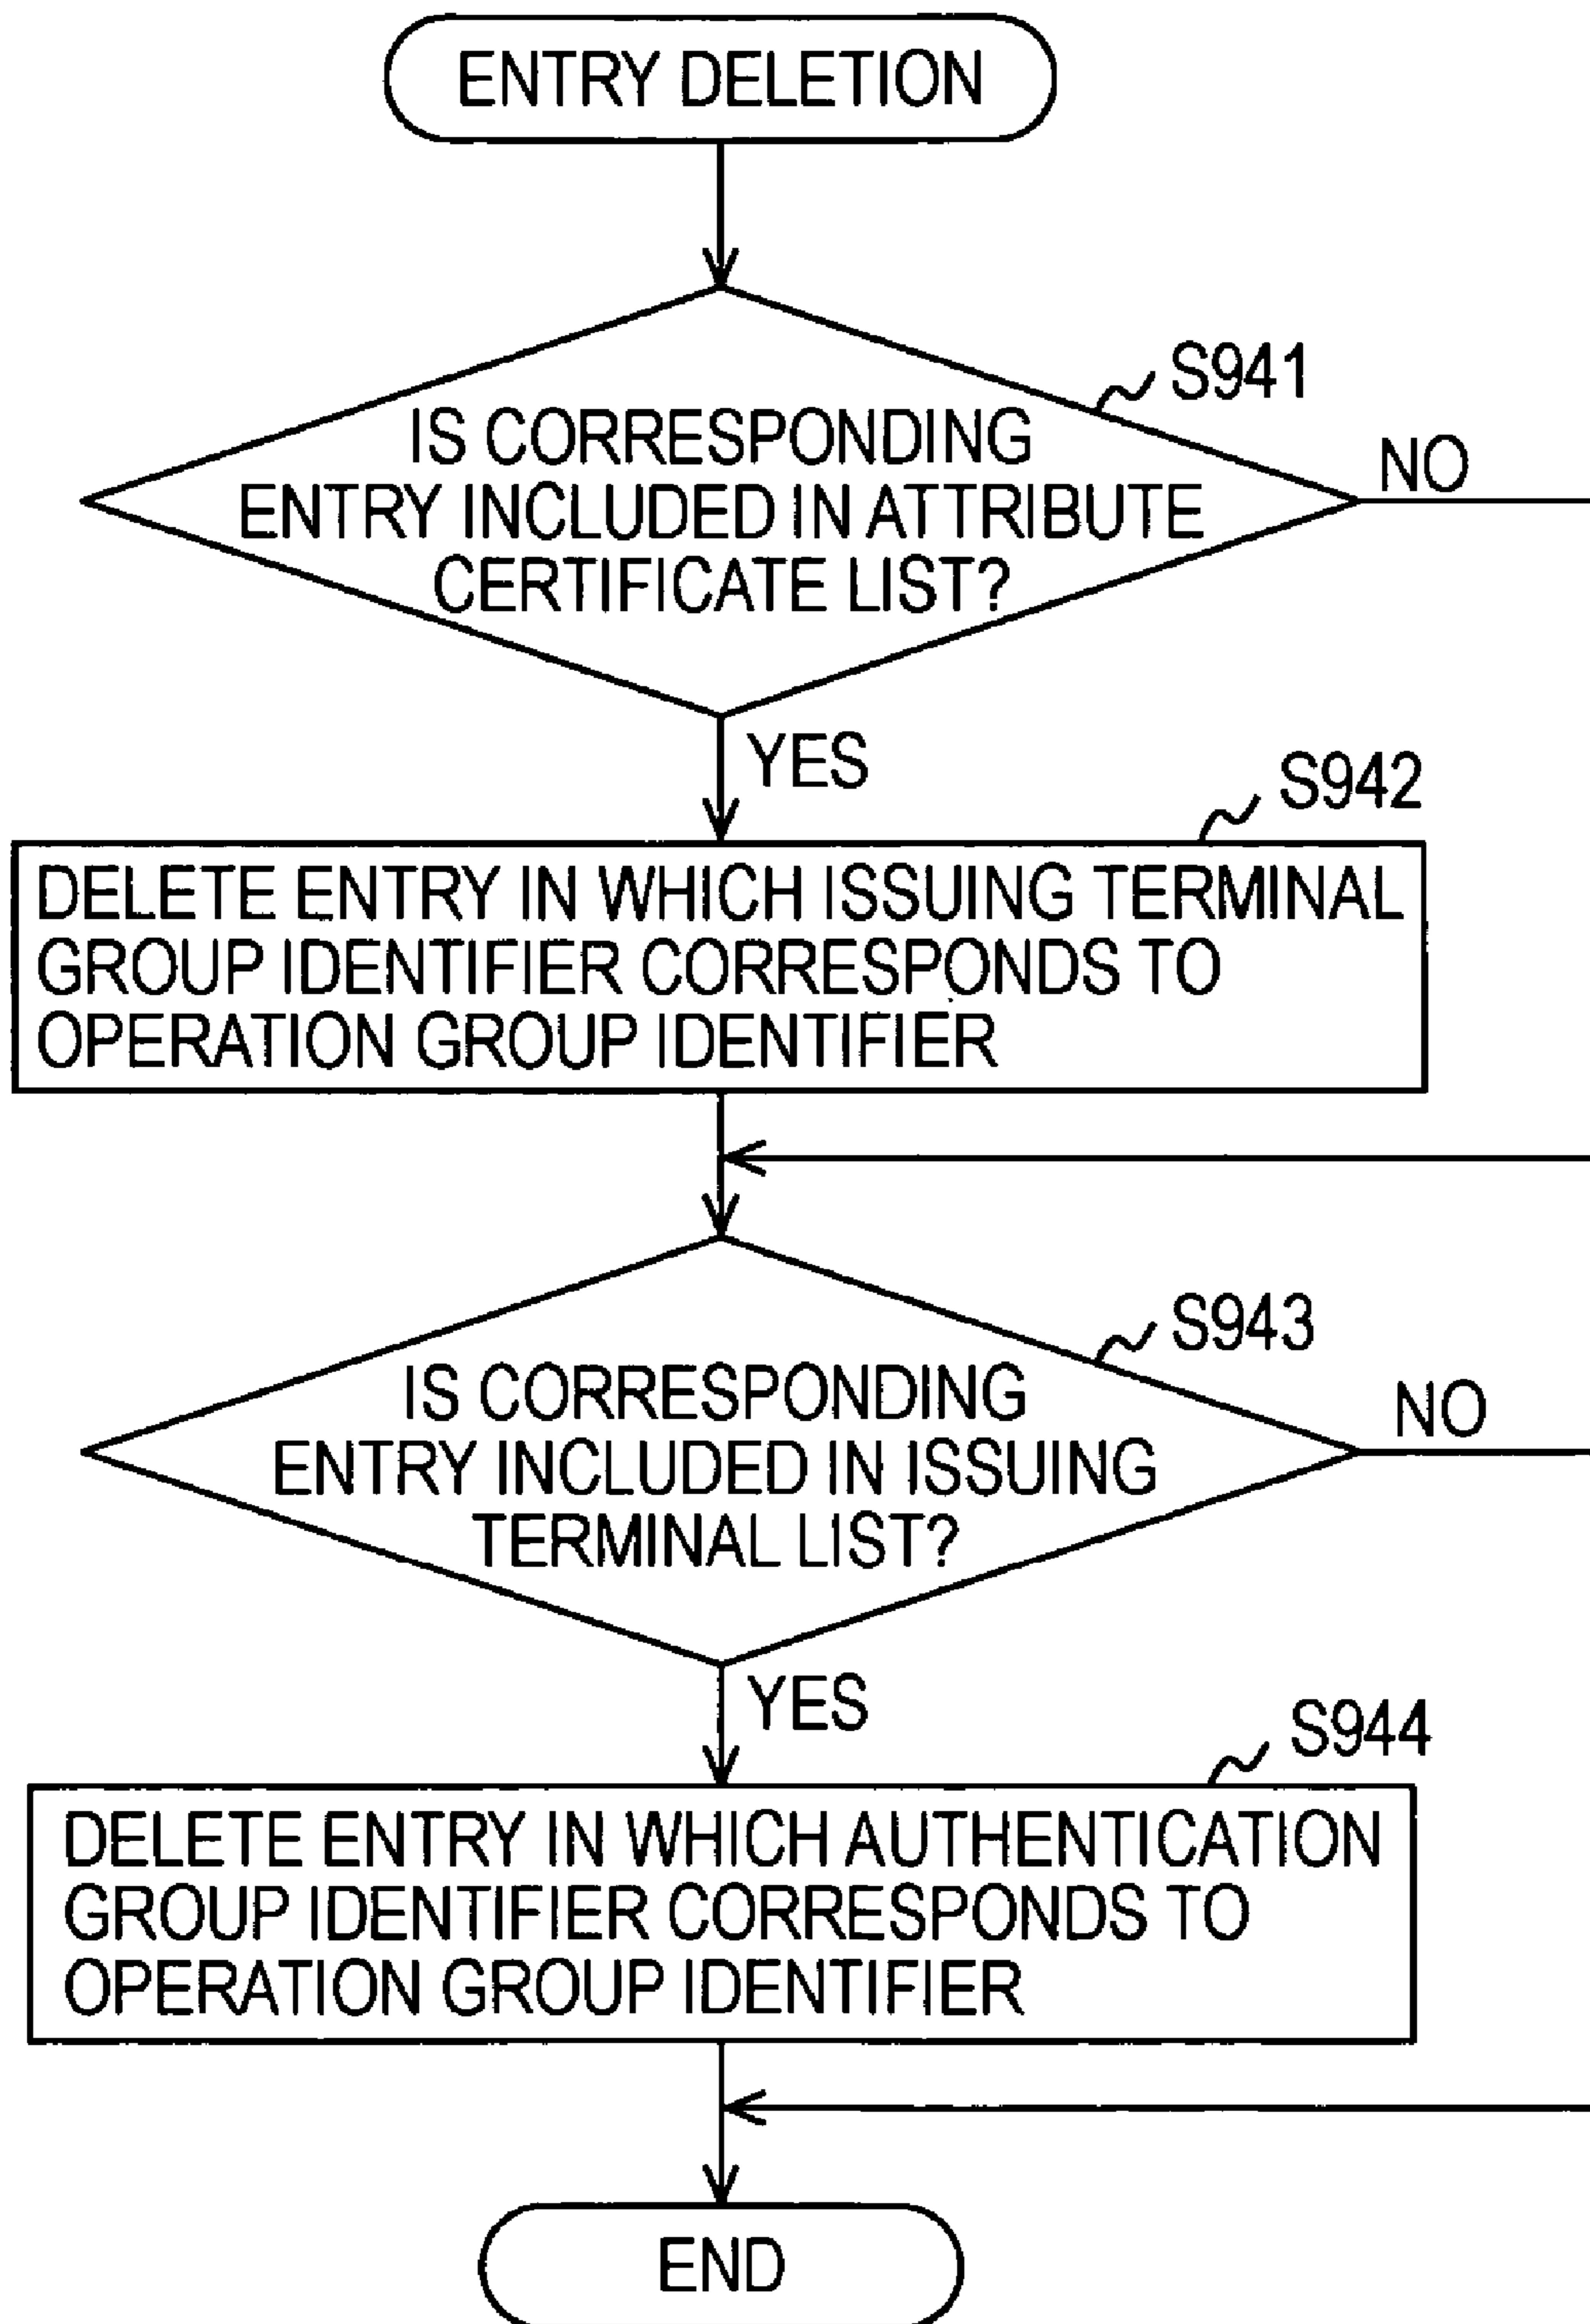 ENTRY DELETION
S941
IS CORRESPONDING
ENTRY INCLUDED IN ATTRIBUTE
CERTIFICATE LIST?
NO
YES
S942
DELETE ENTRY IN WHICH ISSUING TERMINAL
GROUP IDENTIFIER CORRESPONDS TO
OPERATION GROUP IDENTIFIER
S943
IS CORRESPONDING
ENTRY INCLUDED IN ISSUING
TERMINAL LIST?
NO
YES
S944
DELETE ENTRY IN WHICH AUTHENTICATION
GROUP IDENTIFIER CORRESPONDS TO
OPERATION GROUP IDENTIFIER
END